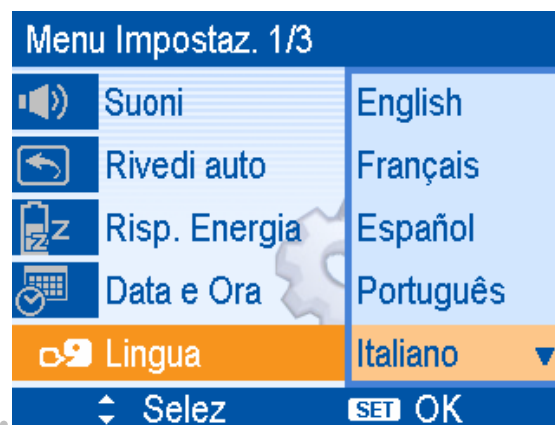 Menu Impostaz. 1/3
Suoni English
Rivedi auto Français
Risp. Energia Español
Data e Ora Português
Lingua Italiano
Selez SET OK